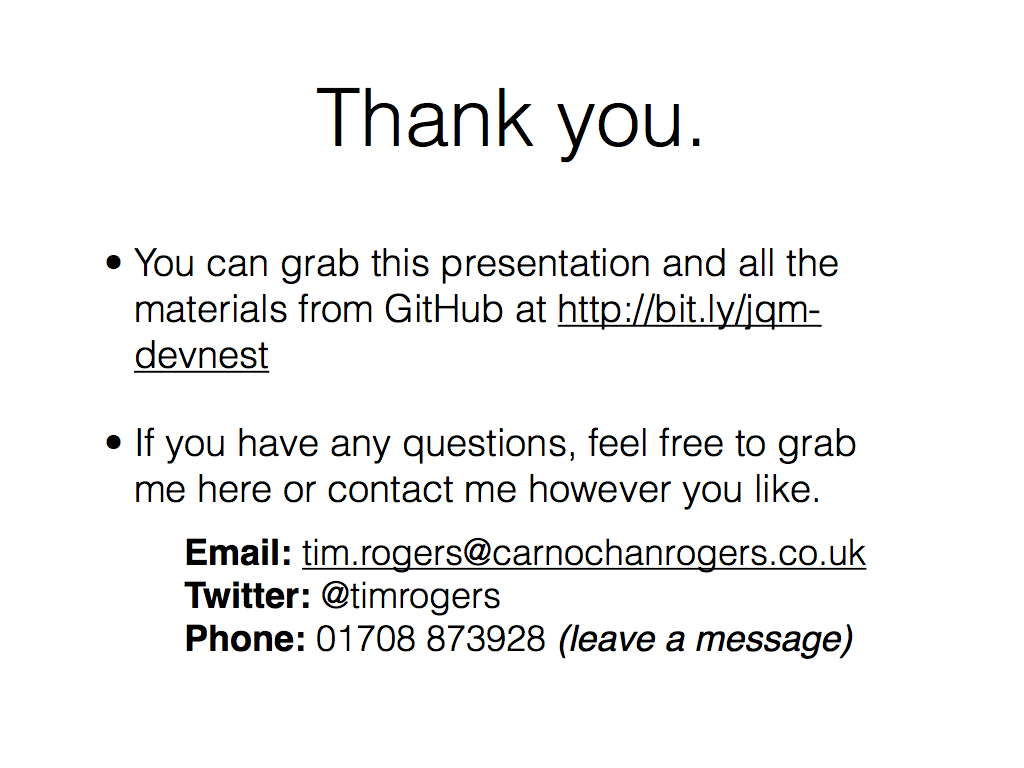 Thank you.
• You can grab this presentation and all the
materials from GitHub at http://bit.ly/jqm-
devnest
• If you have any questions, feel free to grab
me here or contact me however you like.
Email: tim.rogers@carnochanrogers.co.uk
Twitter: @timrogers
Phone: 01708 873928 (leave a message)